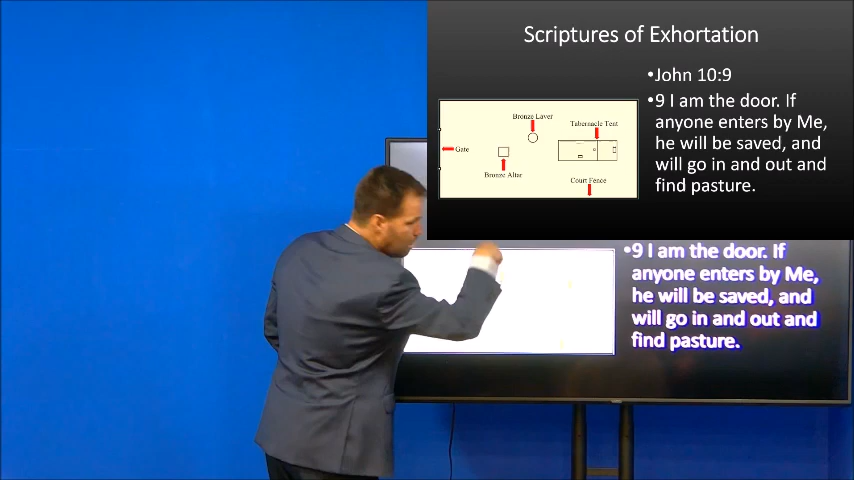 Scriptures of Exhortation
•John 10:9
•9 I am the door. If
anyone enters by Me,
he will be saved, and
will go in and out and
find pasture.
Bronze Laver
Tabernacle Tent
Gate
Bronze Altar
Court Fence
•9 I am the door. If
anyone enters by Me,
he will be saved, and
will go in and out and
find pasture.